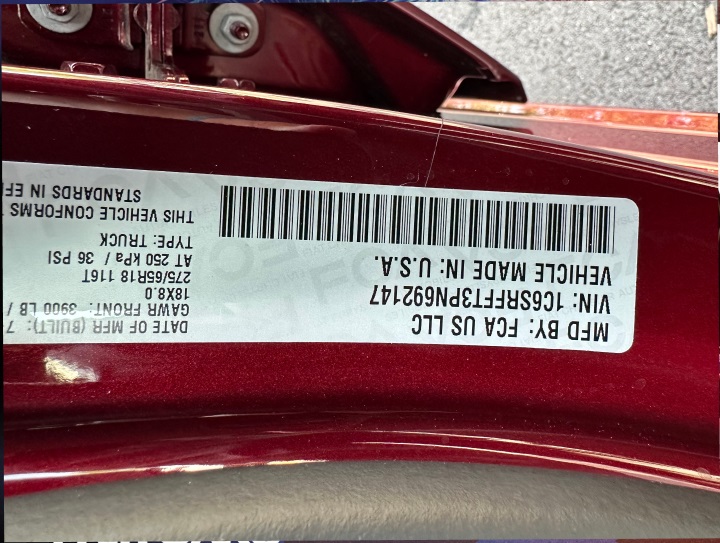 MFD BY: FCA US LLC
VIN: 1C6SRFFT3PN692147
VEHICLE MADE IN: U.S.A.
DATE OF MFR (BUILT): 7
GAWR FRONT: 3900 LB /
18X8.0
275/65R18 116T
AT 250 kPa / 36 PSI
TYPE: TRUCK
THIS VEHICLE CONFORMS
STANDARDS IN